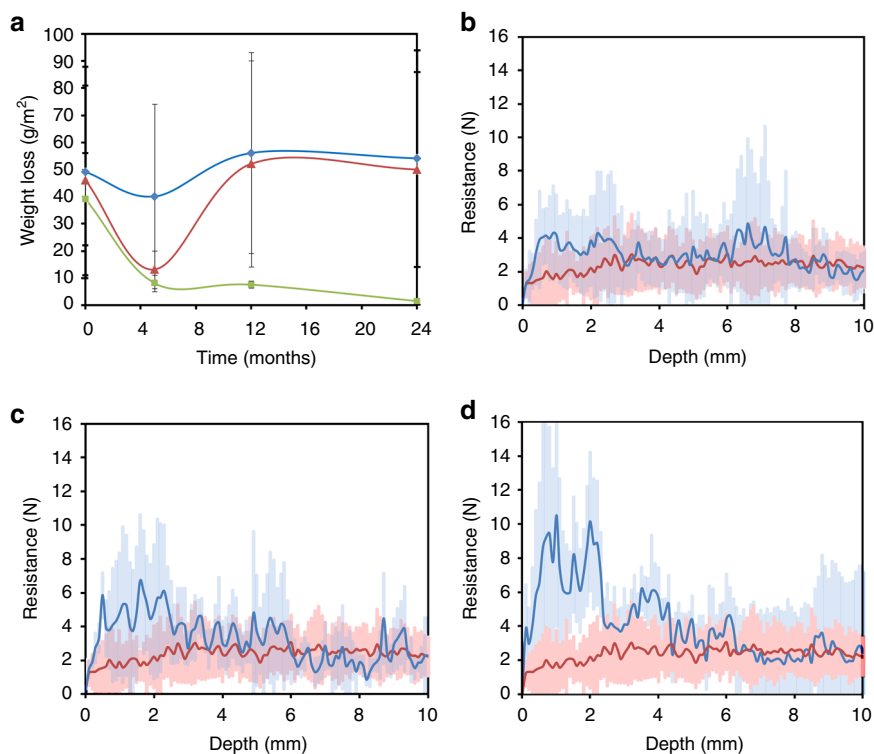 a
100
90
80
70
60
50
40
30
20
10
0
Weight loss (g/m²)
0 4 8 12 16 20 24
Time (months)
b
16
14
12
10
8
6
4
2
0
Resistance (N)
0 2 4 6 8 10
Depth (mm)
c
16
14
12
10
8
6
4
2
0
Resistance (N)
0 2 4 6 8 10
Depth (mm)
d
16
14
12
10
8
6
4
2
0
Resistance (N)
0 2 4 6 8 10
Depth (mm)